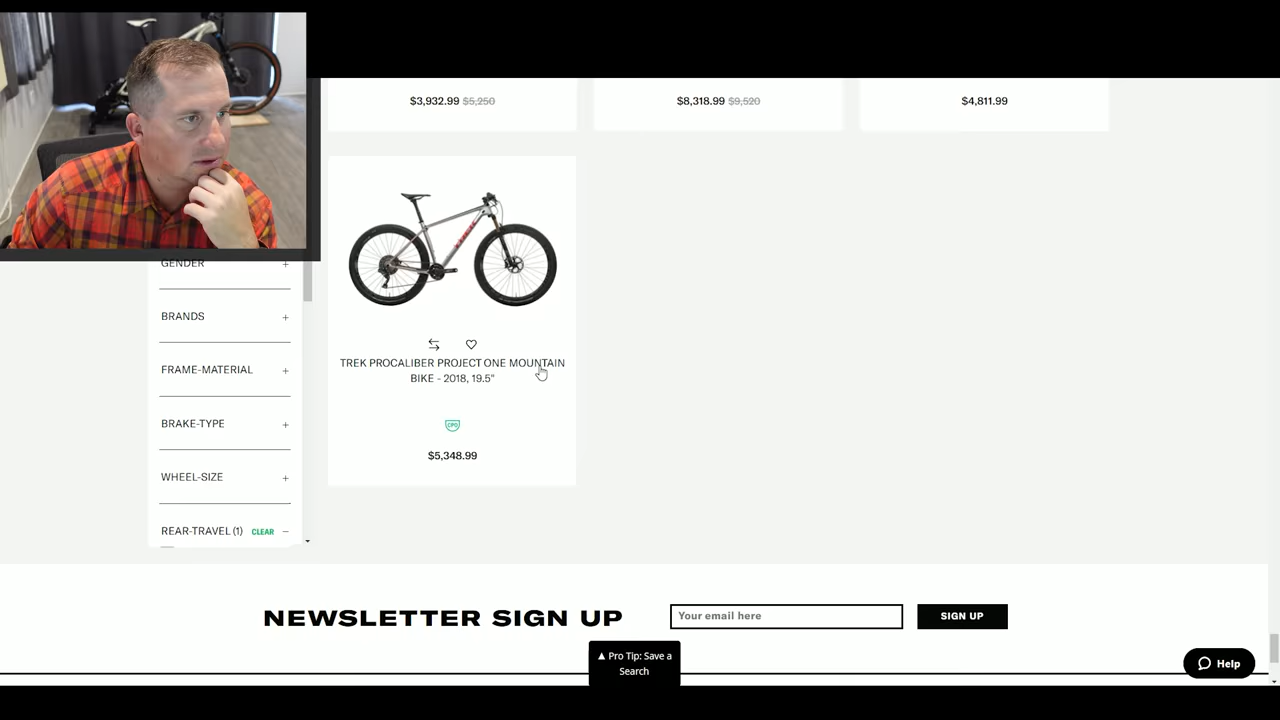 $3,932.99 $5,250
$8,318.99 $9,520
$4,811.99
GENDER +
BRANDS +
FRAME-MATERIAL +
BRAKE-TYPE +
WHEEL-SIZE +
REAR-TRAVEL (1) CLEAR −
TREK
TREK PROCALIBER PROJECT ONE MOUNTAIN
BIKE - 2018, 19.5"
CPO
$5,348.99
NEWSLETTER SIGN UP
Your email here
SIGN UP
▲ Pro Tip: Save a
Search
Help